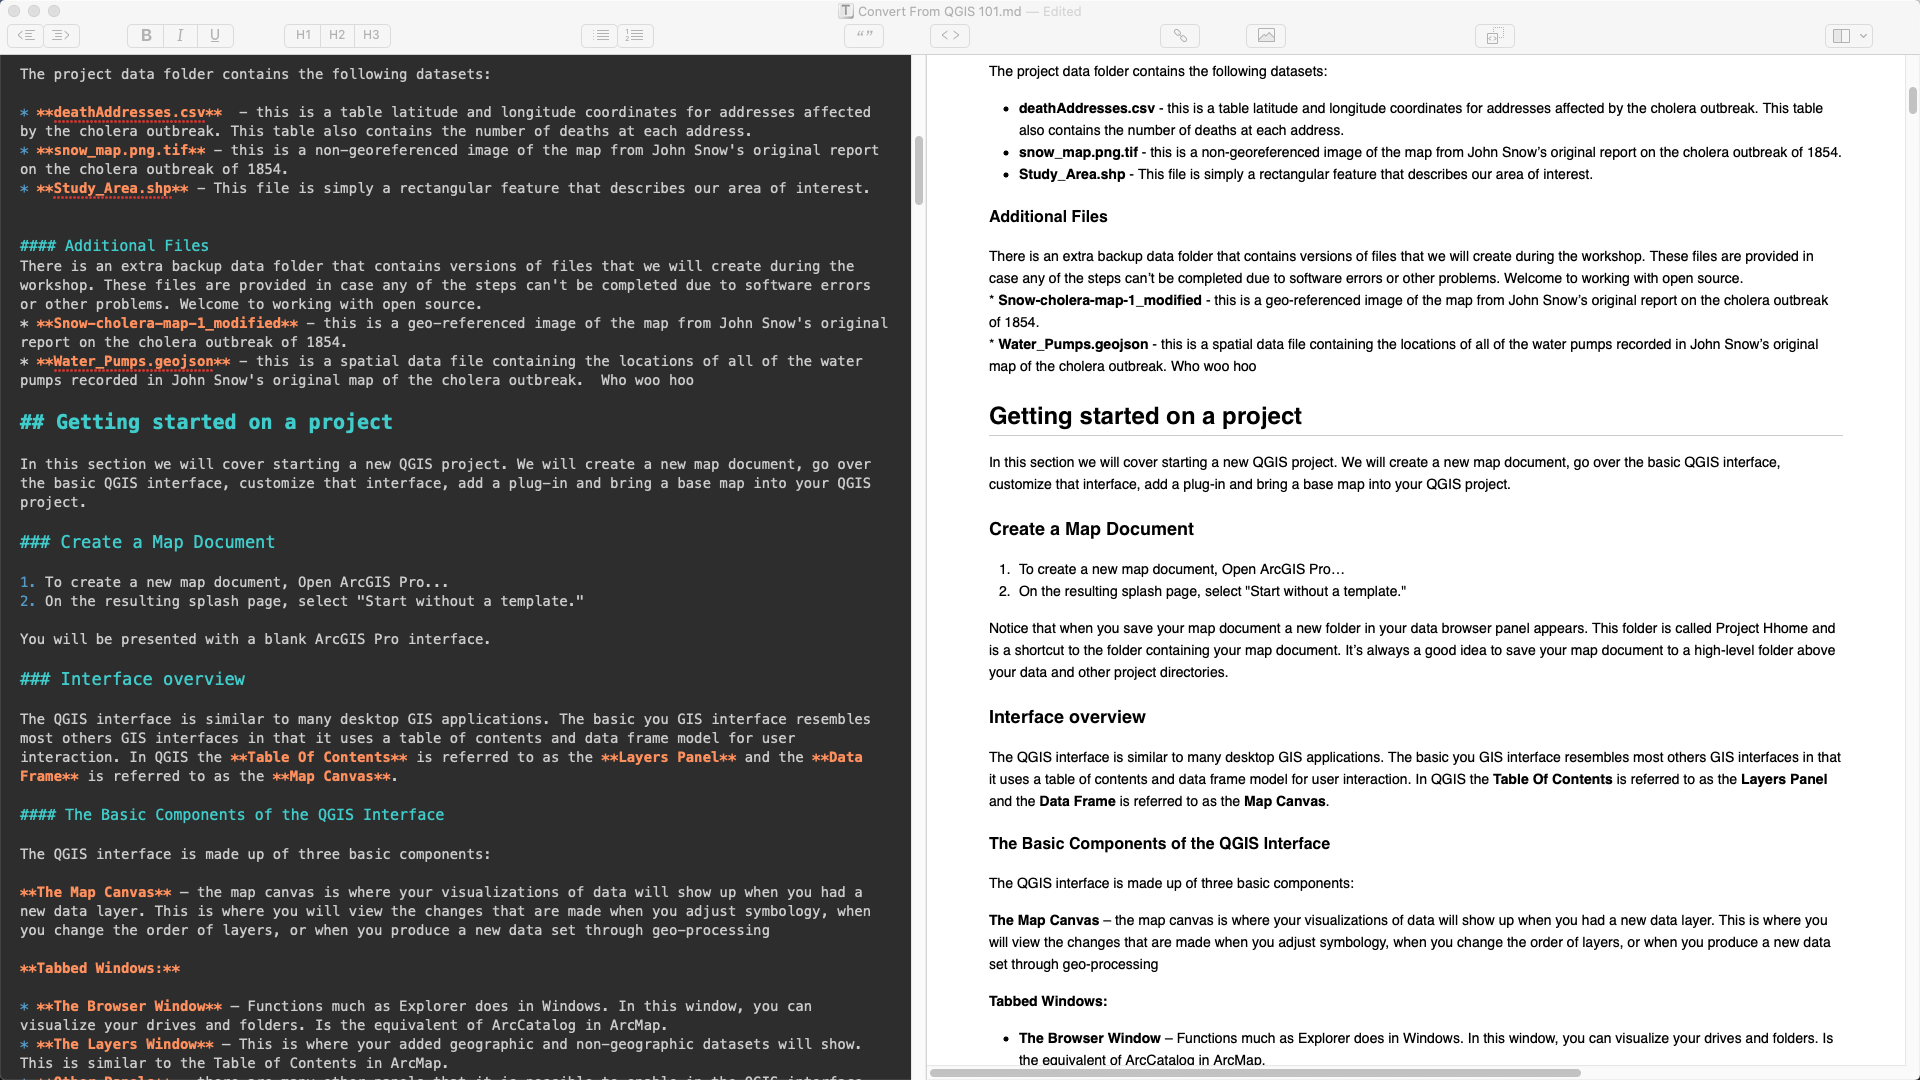 Convert From QGIS 101.md — Edited
B I U H1 H2 H3 “ ” < >
The project data folder contains the following datasets:
* **deathAddresses.csv**  – this is a table latitude and longitude coordinates for addresses affected
by the cholera outbreak. This table also contains the number of deaths at each address.
* **snow_map.png.tif** – this is a non-georeferenced image of the map from John Snow's original report
on the cholera outbreak of 1854.
* **Study_Area.shp** – This file is simply a rectangular feature that describes our area of interest.
#### Additional Files
There is an extra backup data folder that contains versions of files that we will create during the
workshop. These files are provided in case any of the steps can't be completed due to software errors
or other problems. Welcome to working with open source.
* **Snow-cholera-map-1_modified** – this is a geo-referenced image of the map from John Snow's original
report on the cholera outbreak of 1854.
* **Water_Pumps.geojson** – this is a spatial data file containing the locations of all of the water
pumps recorded in John Snow's original map of the cholera outbreak.  Who woo hoo
## Getting started on a project
In this section we will cover starting a new QGIS project. We will create a new map document, go over
the basic QGIS interface, customize that interface, add a plug-in and bring a base map into your QGIS
project.
### Create a Map Document
1. To create a new map document, Open ArcGIS Pro...
2. On the resulting splash page, select "Start without a template."
You will be presented with a blank ArcGIS Pro interface.
### Interface overview
The QGIS interface is similar to many desktop GIS applications. The basic you GIS interface resembles
most others GIS interfaces in that it uses a table of contents and data frame model for user
interaction. In QGIS the **Table Of Contents** is referred to as the **Layers Panel** and the **Data
Frame** is referred to as the **Map Canvas**.
#### The Basic Components of the QGIS Interface
The QGIS interface is made up of three basic components:
**The Map Canvas** – the map canvas is where your visualizations of data will show up when you had a
new data layer. This is where you will view the changes that are made when you adjust symbology, when
you change the order of layers, or when you produce a new data set through geo-processing
**Tabbed Windows:**
* **The Browser Window** – Functions much as Explorer does in Windows. In this window, you can
visualize your drives and folders. Is the equivalent of ArcCatalog in ArcMap.
* **The Layers Window** – This is where your added geographic and non-geographic datasets will show.
This is similar to the Table of Contents in ArcMap.
The project data folder contains the following datasets:
• deathAddresses.csv - this is a table latitude and longitude coordinates for addresses affected by the cholera outbreak. This table
also contains the number of deaths at each address.
• snow_map.png.tif - this is a non-georeferenced image of the map from John Snow’s original report on the cholera outbreak of 1854.
• Study_Area.shp - This file is simply a rectangular feature that describes our area of interest.
Additional Files
There is an extra backup data folder that contains versions of files that we will create during the workshop. These files are provided in
case any of the steps can’t be completed due to software errors or other problems. Welcome to working with open source.
* Snow-cholera-map-1_modified - this is a geo-referenced image of the map from John Snow’s original report on the cholera outbreak
of 1854.
* Water_Pumps.geojson - this is a spatial data file containing the locations of all of the water pumps recorded in John Snow’s original
map of the cholera outbreak. Who woo hoo
Getting started on a project
In this section we will cover starting a new QGIS project. We will create a new map document, go over the basic QGIS interface,
customize that interface, add a plug-in and bring a base map into your QGIS project.
Create a Map Document
1. To create a new map document, Open ArcGIS Pro…
2. On the resulting splash page, select "Start without a template."
Notice that when you save your map document a new folder in your data browser panel appears. This folder is called Project Hhome and
is a shortcut to the folder containing your map document. It’s always a good idea to save your map document to a high-level folder above
your data and other project directories.
Interface overview
The QGIS interface is similar to many desktop GIS applications. The basic you GIS interface resembles most others GIS interfaces in that
it uses a table of contents and data frame model for user interaction. In QGIS the Table Of Contents is referred to as the Layers Panel
and the Data Frame is referred to as the Map Canvas.
The Basic Components of the QGIS Interface
The QGIS interface is made up of three basic components:
The Map Canvas – the map canvas is where your visualizations of data will show up when you had a new data layer. This is where you
will view the changes that are made when you adjust symbology, when you change the order of layers, or when you produce a new data
set through geo-processing
Tabbed Windows:
• The Browser Window – Functions much as Explorer does in Windows. In this window, you can visualize your drives and folders. Is
the equivalent of ArcCatalog in ArcMap.